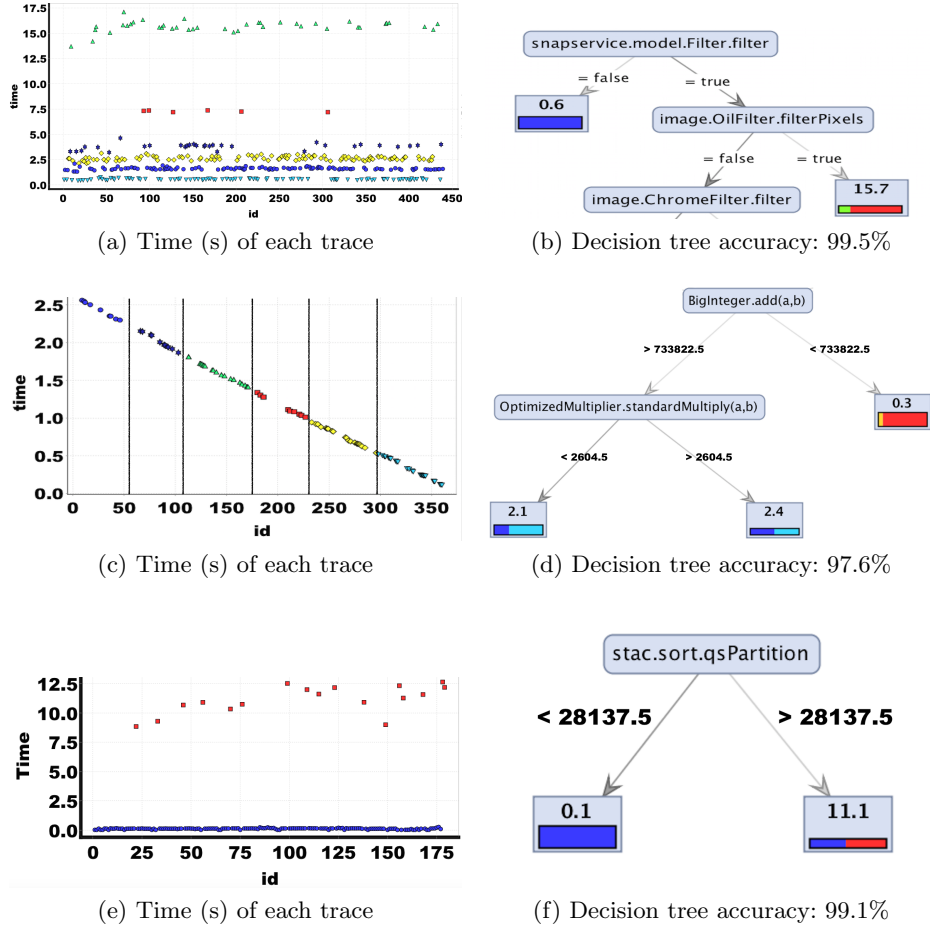 17.5
15.0
12.5
10.0
7.5
5.0
2.5
0.0
time
0 50 100 150 200 250 300 350 400 450
id
(a) Time (s) of each trace
snapservice.model.Filter.filter
= false
= true
0.6
image.OilFilter.filterPixels
= false
= true
image.ChromeFilter.filter
15.7
(b) Decision tree accuracy: 99.5%
2.5
2.0
1.5
1.0
0.5
0.0
time
0 50 100 150 200 250 300 350
id
(c) Time (s) of each trace
BigInteger.add(a,b)
> 733822.5
< 733822.5
OptimizedMultiplier.standardMultiply(a,b)
0.3
< 2604.5
> 2604.5
2.1
2.4
(d) Decision tree accuracy: 97.6%
12.5
10.0
7.5
5.0
2.5
0.0
Time
0 25 50 75 100 125 150 175
id
(e) Time (s) of each trace
stac.sort.qsPartition
< 28137.5
> 28137.5
0.1
11.1
(f) Decision tree accuracy: 99.1%